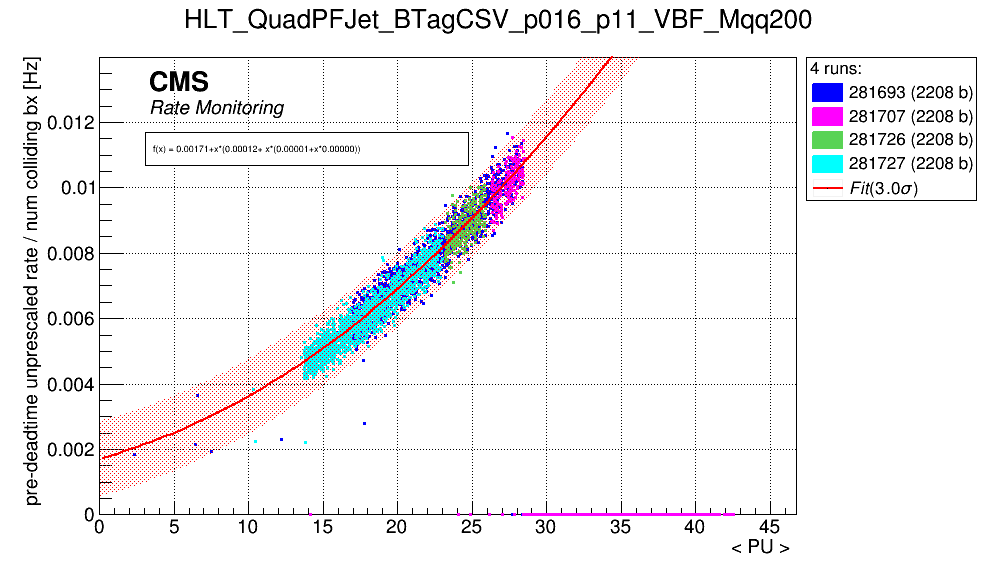 HLT_QuadPFJet_BTagCSV_p016_p11_VBF_Mqq200
pre-deadtime unprescaled rate / num colliding bx [Hz]
CMS
Rate Monitoring
f(x) = 0.00171+x*(0.00012+ x*(0.00001+x*0.00000))
4 runs:
281693 (2208 b)
281707 (2208 b)
281726 (2208 b)
281727 (2208 b)
Fit(3.0σ)
0.012
0.01
0.008
0.006
0.004
0.002
0
0 5 10 15 20 25 30 35 40 45
< PU >